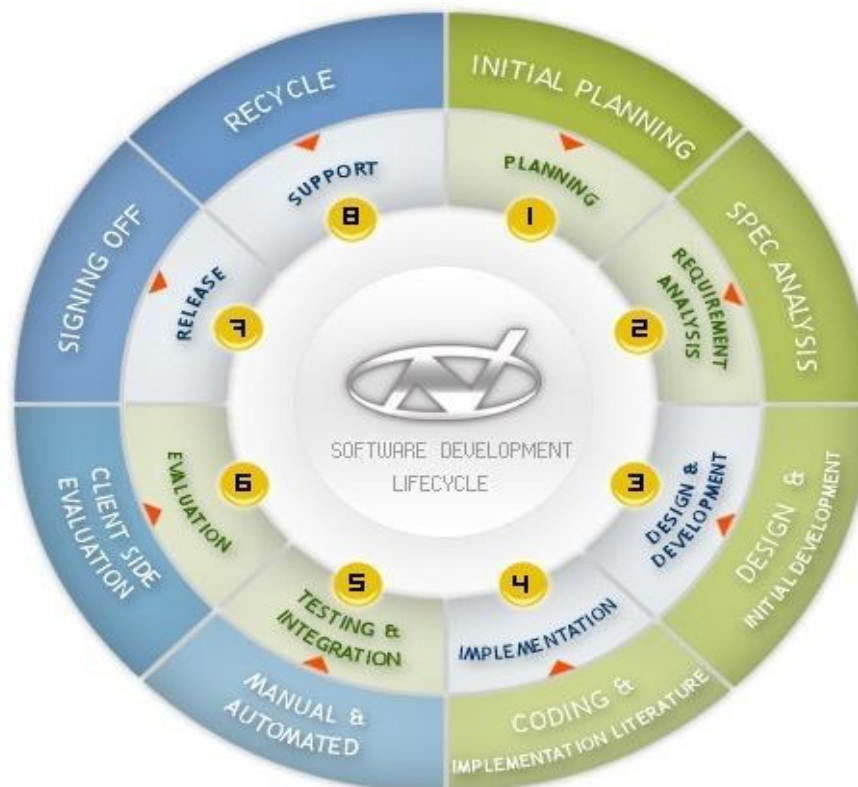 INITIAL PLANNING
PLANNING
1
SPEC ANALYSIS
REQUIREMENT
ANALYSIS
2
DESIGN &
INITIAL DEVELOPMENT
DESIGN &
DEVELOPMENT
3
CODING &
IMPLEMENTATION LITERATURE
IMPLEMENTATION
4
MANUAL &
AUTOMATED
TESTING &
INTEGRATION
5
CLIENT SIDE
EVALUATION
EVALUATION
6
SIGNING OFF
RELEASE
7
RECYCLE
SUPPORT
8
SOFTWARE DEVELOPMENT
LIFECYCLE